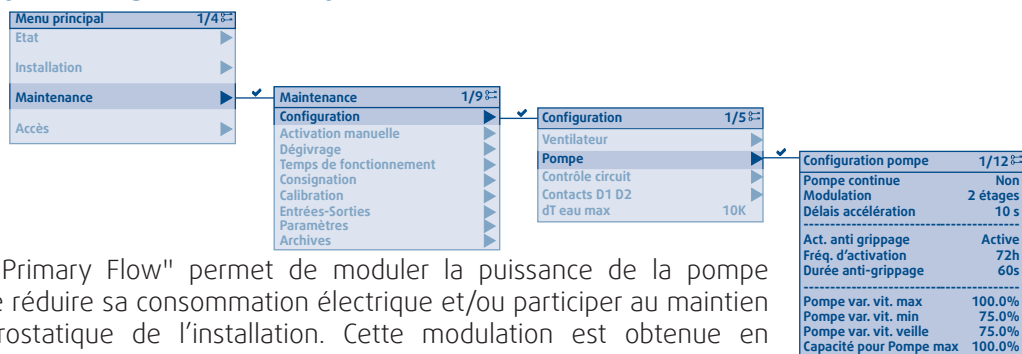 Menu principal 1/4
Etat
Installation
Maintenance
Accès
Maintenance 1/9
Configuration
Activation manuelle
Dégivrage
Temps de fonctionnement
Consignation
Calibration
Entrées-Sorties
Paramètres
Archives
Configuration 1/5
Ventilateur
Pompe
Contrôle circuit
Contacts D1 D2
dT eau max 10K
Configuration pompe 1/12
Pompe continue Non
Modulation 2 étages
Délais accélération 10 s
Act. anti grippage Active
Fréq. d'activation 72h
Durée anti-grippage 60s
Pompe var. vit. max 100.0%
Pompe var. vit. min 75.0%
Pompe var. vit. veille 75.0%
Capacité pour Pompe max 100.0%
Primary Flow" permet de moduler la puissance de la pompe
réduire sa consommation électrique et/ou participer au maintien
rostatique de l'installation. Cette modulation est obtenue en